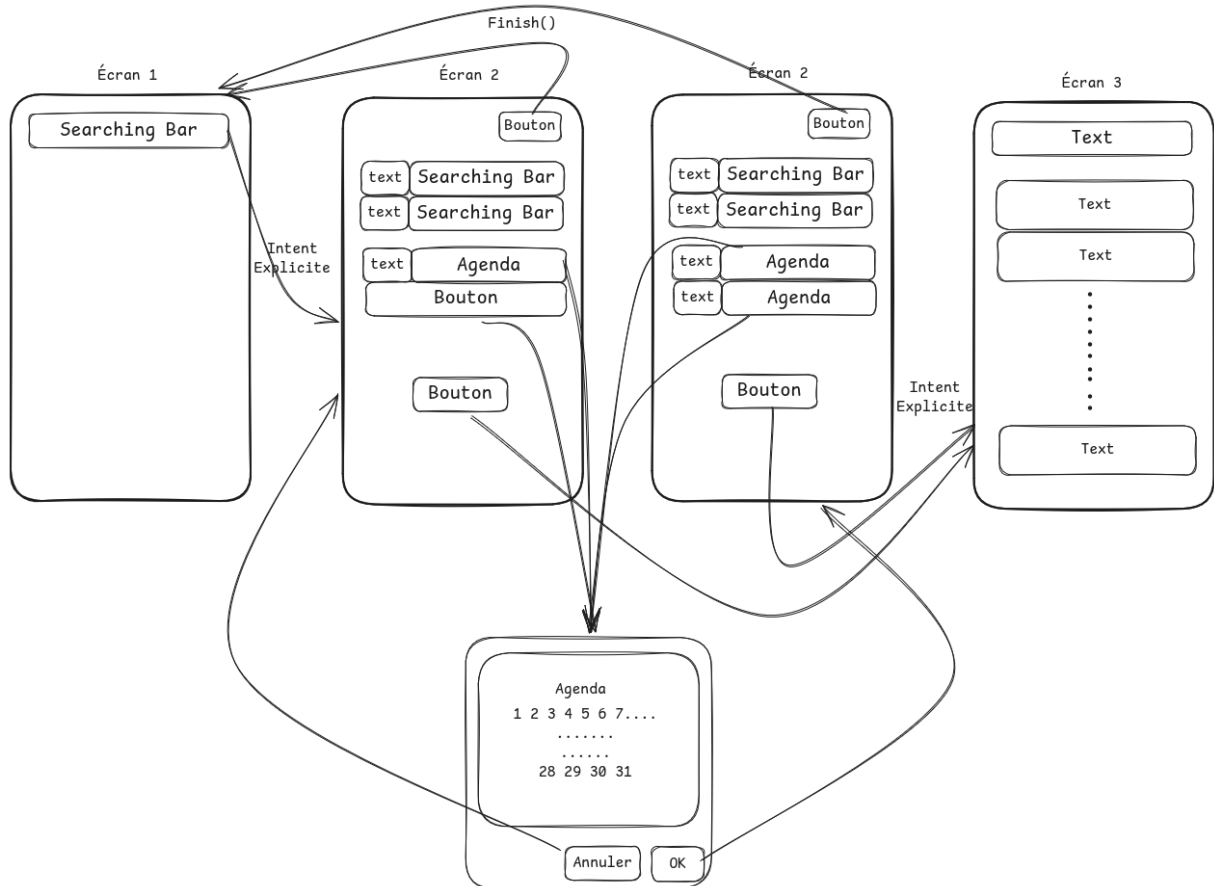 Finish()
Écran 1
Searching Bar
Intent
Explicite
Écran 2
Bouton
text Searching Bar
text Searching Bar
text Agenda
Bouton
Bouton
Écran 2
Bouton
text Searching Bar
text Searching Bar
text Agenda
text Agenda
Bouton
Intent
Explicite
Écran 3
Text
Text
Text
Text
Agenda
1 2 3 4 5 6 7....
.......
......
28 29 30 31
Annuler
OK